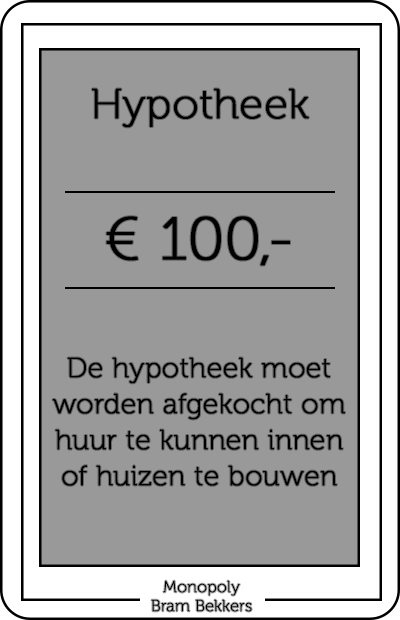 Hypotheek
€ 100,-
De hypotheek moet
worden afgekocht om
huur te kunnen innen
of huizen te bouwen
Monopoly
Bram Bekkers